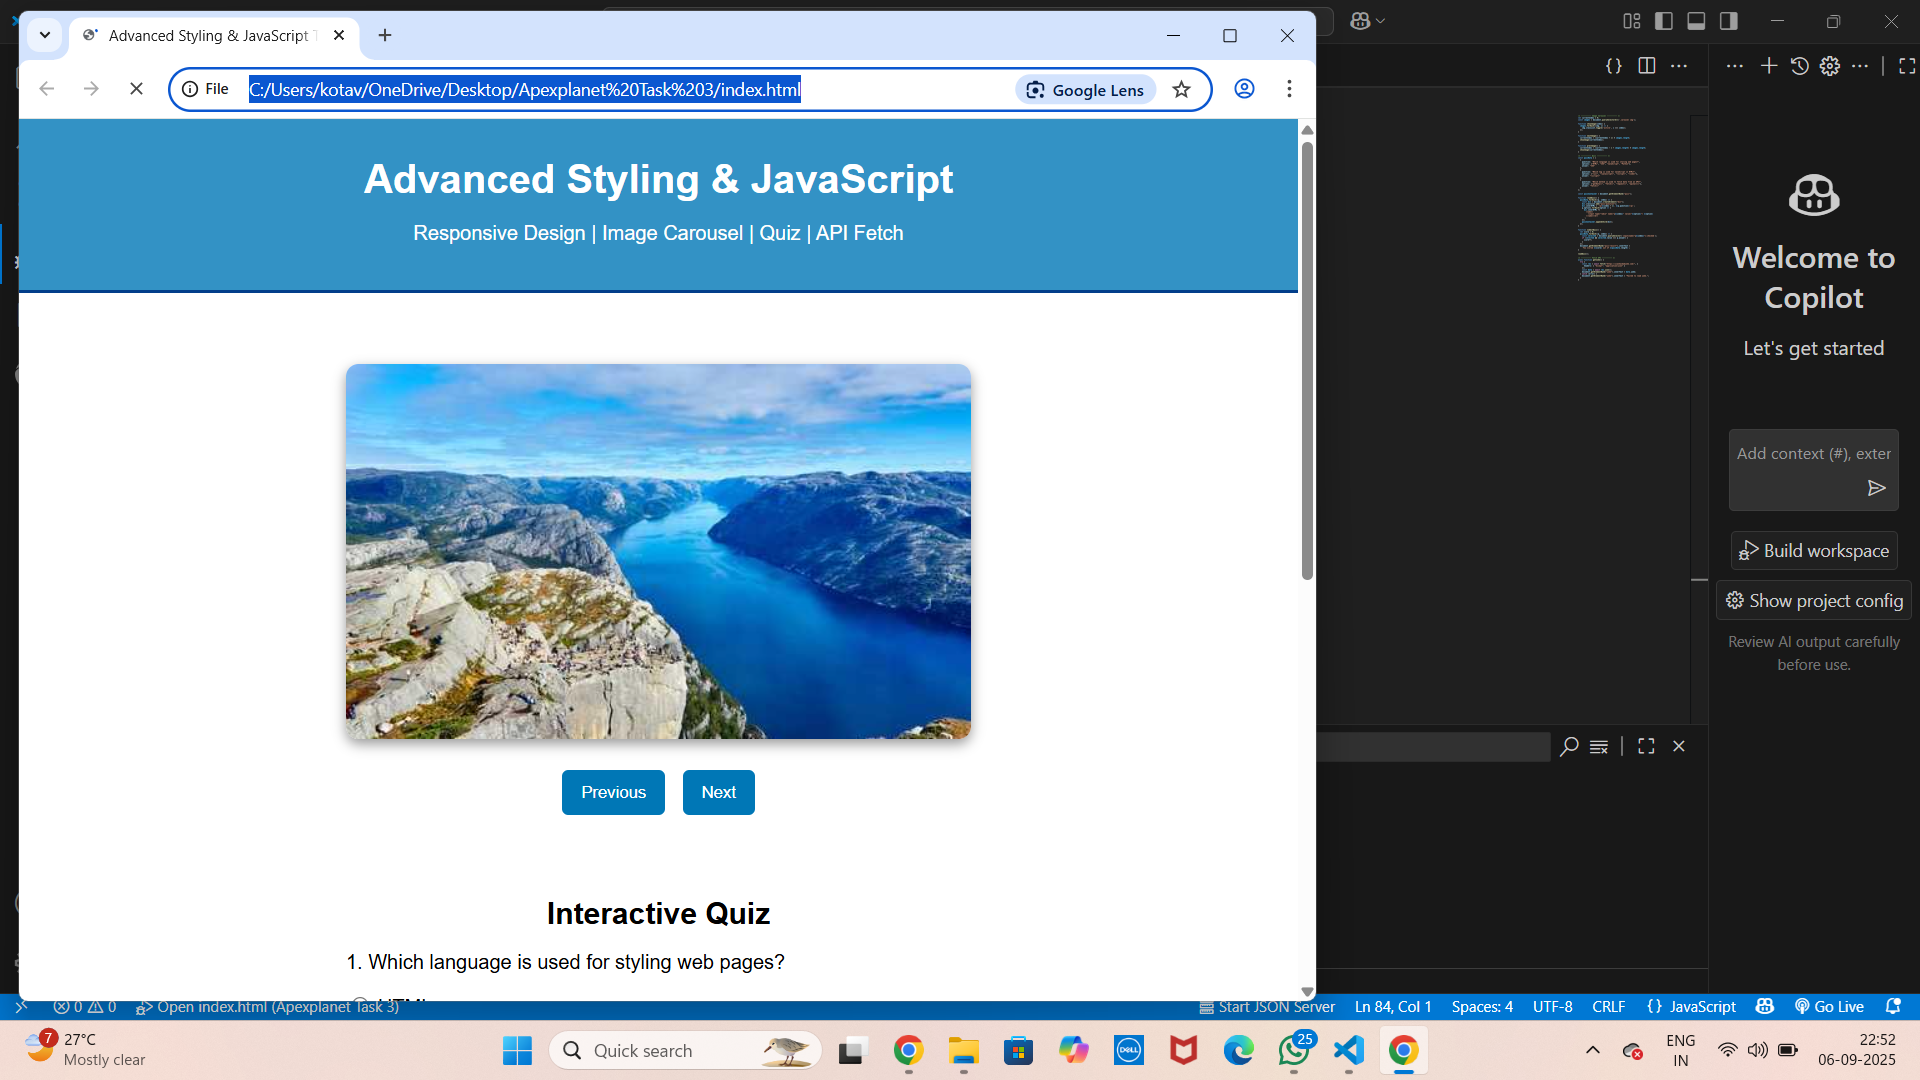 Advanced Styling & JavaScript T
File
C:/Users/kotav/OneDrive/Desktop/Apexplanet%20Task%203/index.html
Google Lens
Advanced Styling & JavaScript
Responsive Design | Image Carousel | Quiz | API Fetch
Previous
Next
Interactive Quiz
1. Which language is used for styling web pages?
HTML
Welcome to
Copilot
Let's get started
Add context (#), exter
Build workspace
Show project config
Review AI output carefully
before use.
0 0
Open index.html (Apexplanet Task 3)
Start JSON Server
Ln 84, Col 1
Spaces: 4
UTF-8
CRLF
{} JavaScript
Go Live
7
27°C
Mostly clear
Quick search
DELL
25
ENG
IN
22:52
06-09-2025